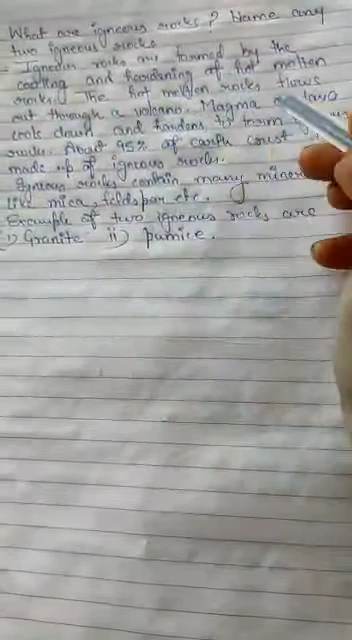 What are igneous rocks? Name any
two igneous rocks
- Igneous rocks are formed by the
cooling and hardening of hot molten
rocks. The hot molten rocks flows
out through a volcano. Magma or lava
cools down and hardens to form
rocks. About 95% of earth crust
made up of igneous rocks.
Igneous rocks contain many miner
like mica, feldspar etc.
Example of two igneous rocks are
i) Granite ii) pumice.